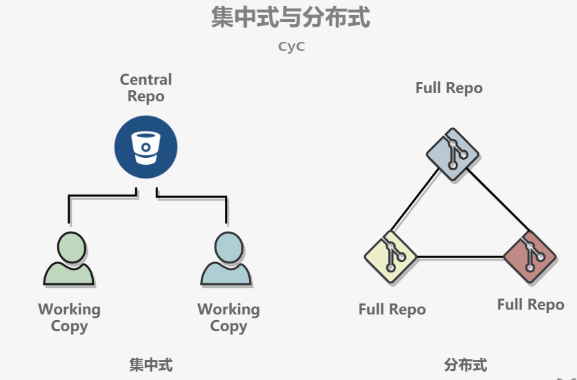 集中式与分布式
CyC
Central
Repo
Full Repo
Full Repo
Full Repo
Working
Copy
Working
Copy
集中式
分布式